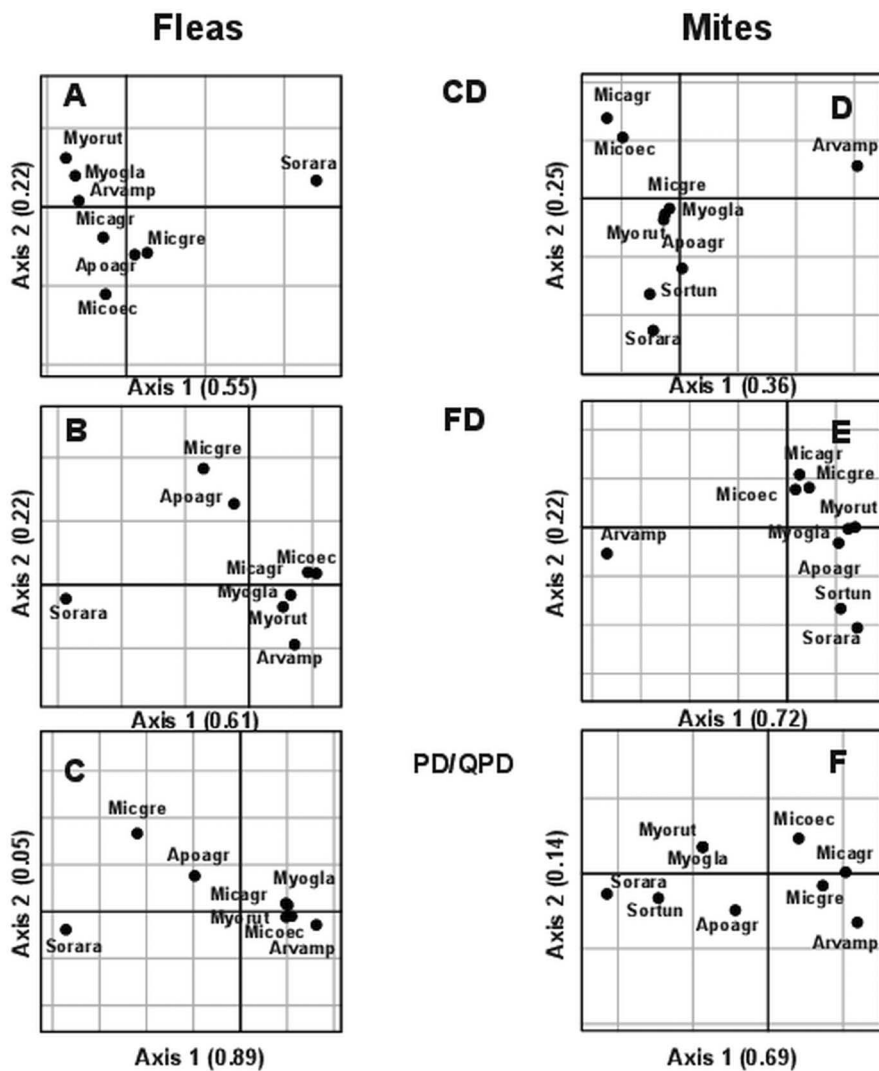 Fleas
Mites
CD
A
Myorut
Myogla
Arvamp
Sorara
Micagr
Micgre
Apoagr
Micoec
Axis 2 (0.22)
Axis 1 (0.55)
D
Micagr
Micoec
Arvamp
Micgre
Myogla
Myorut
Apoagr
Sortun
Sorara
Axis 2 (0.25)
Axis 1 (0.36)
FD
B
Micgre
Apoagr
Micoec
Micagr
Myogla
Myorut
Sorara
Arvamp
Axis 2 (0.22)
Axis 1 (0.61)
E
Micagr
Micgre
Micoec
Myorut
Myogla
Arvamp
Apoagr
Sortun
Sorara
Axis 2 (0.22)
Axis 1 (0.72)
PD/QPD
C
Micgre
Apoagr
Myogla
Micagr
Myorut
Micoec
Sorara
Arvamp
Axis 2 (0.05)
Axis 1 (0.89)
F
Micoec
Myorut
Myogla
Micagr
Sorara
Sortun
Micgre
Apoagr
Arvamp
Axis 2 (0.14)
Axis 1 (0.69)